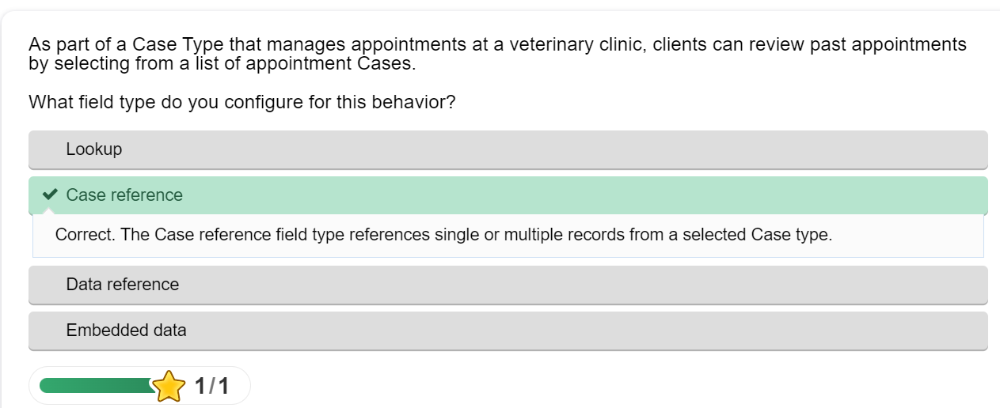 As part of a Case Type that manages appointments at a veterinary clinic, clients can review past appointments
by selecting from a list of appointment Cases.
What field type do you configure for this behavior?
Lookup
Case reference
Correct. The Case reference field type references single or multiple records from a selected Case type.
Data reference
Embedded data
1/1